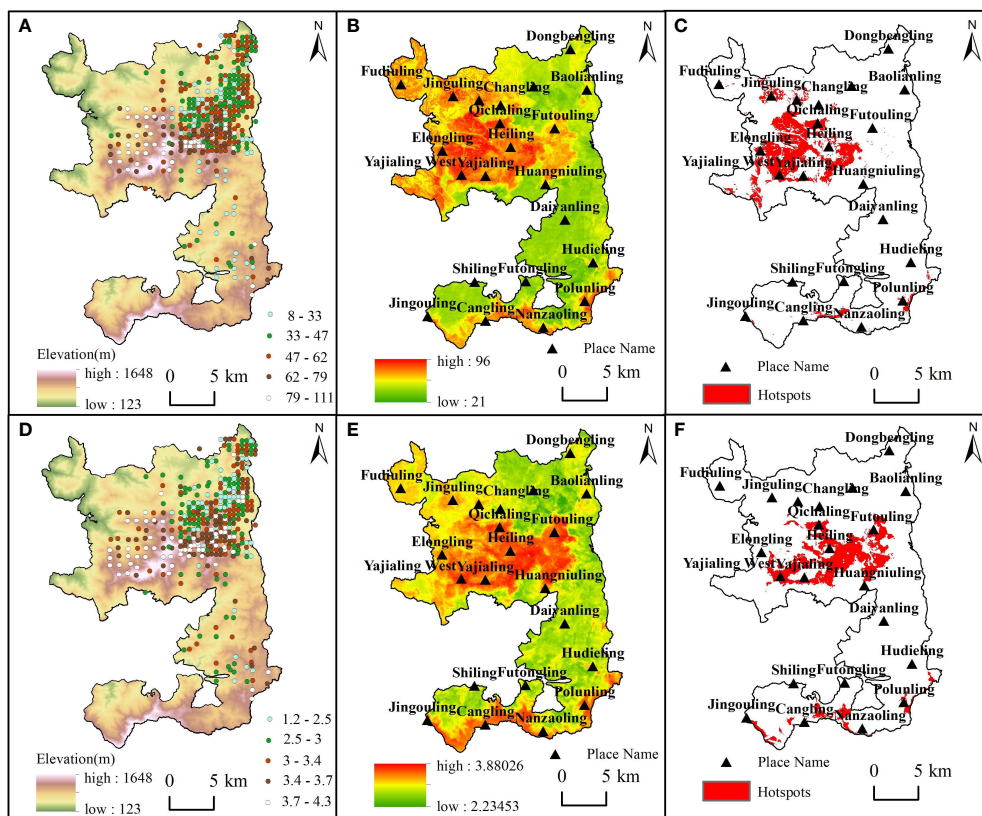 A
N
8 - 33
33 - 47
47 - 62
62 - 79
79 - 111
Elevation(m)
high : 1648
low : 123
0 5 km
B
N
Dongbengling
Fudiuling
Baolianling
Jinguling Changling
Qichaling
Futouling
Heiling
Elongling
Yajialing West Yajialing
Huangniuling
Daiyanling
Hudieling
Shiling Futongling
Polunling
Jingouling
Cangling
Nanzaoling
Place Name
high : 96
low : 21
0 5 km
C
N
Dongbengling
Fudiuling
Baolianling
Jinguling Changling
Qichaling
Futouling
Heiling
Elongling
Yajialing West Yajialing
Huangniuling
Daiyanling
Hudieling
Shiling Futongling
Polunling
Jingouling
Cangling
Nanzaoling
Place Name
Hotspots
0 5 km
D
N
1.2 - 2.5
2.5 - 3
3 - 3.4
3.4 - 3.7
3.7 - 4.3
Elevation(m)
high : 1648
low : 123
0 5 km
E
N
Dongbengling
Fudiuling
Baolianling
Jinguling Changling
Qichaling
Futouling
Heiling
Elongling
Yajialing West Yajialing
Huangniuling
Daiyanling
Hudieling
Shiling Futongling
Polunling
Jingouling
Cangling
Nanzaoling
Place Name
high : 3.88026
low : 2.23453
0 5 km
F
N
Dongbengling
Fudiuling
Baolianling
Jinguling Changling
Qichaling
Futouling
Heiling
Elongling
Yajialing West Yajialing
Huangniuling
Daiyanling
Hudieling
Shiling Futongling
Polunling
Jingouling
Cangling
Nanzaoling
Place Name
Hotspots
0 5 km